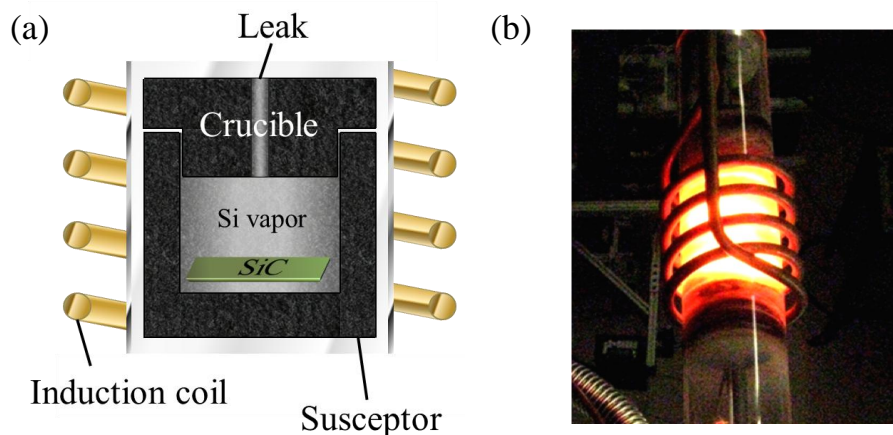 (a)
Leak
Crucible
Si vapor
SiC
Induction coil
Susceptor
(b)